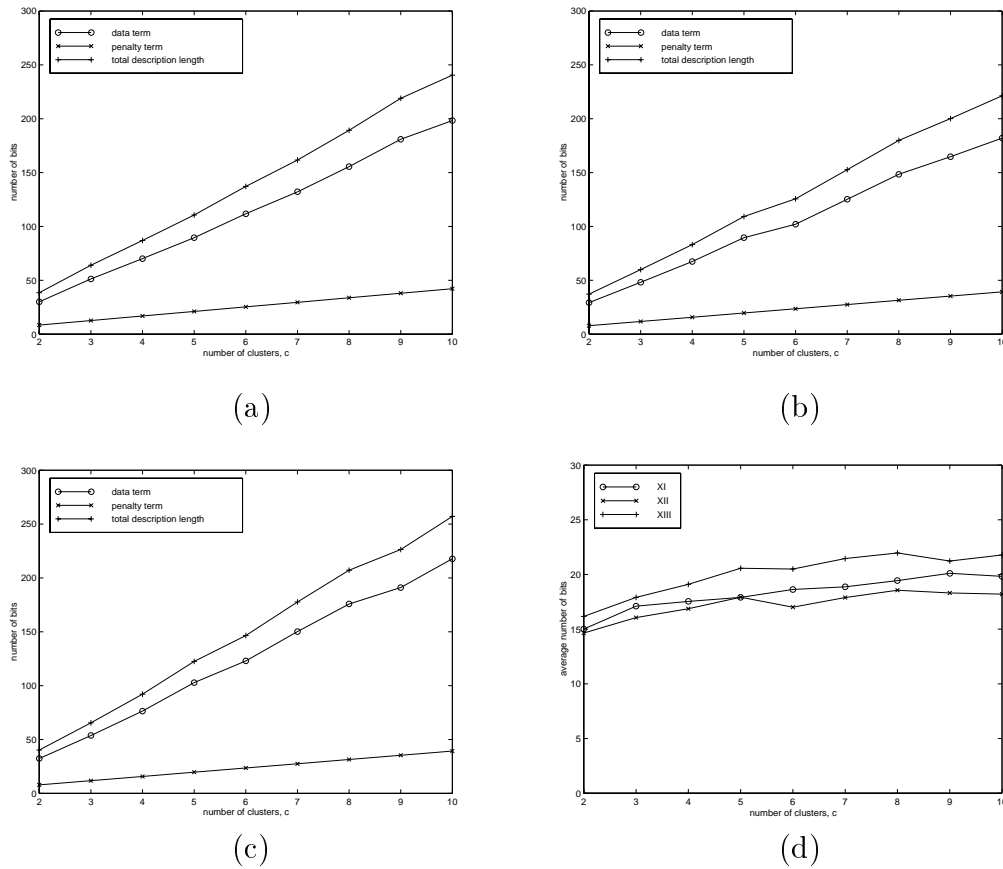 300
250
200
150
100
50
0
number of bits
data term
penalty term
total description length
2 3 4 5 6 7 8 9 10
number of clusters, c
(a)
300
250
200
150
100
50
0
number of bits
data term
penalty term
total description length
2 3 4 5 6 7 8 9 10
number of clusters, c
(b)
300
250
200
150
100
50
0
number of bits
data term
penalty term
total description length
2 3 4 5 6 7 8 9 10
number of clusters, c
(c)
30
25
20
15
10
5
0
average number of bits
XI
XII
XIII
2 3 4 5 6 7 8 9 10
number of clusters, c
(d)